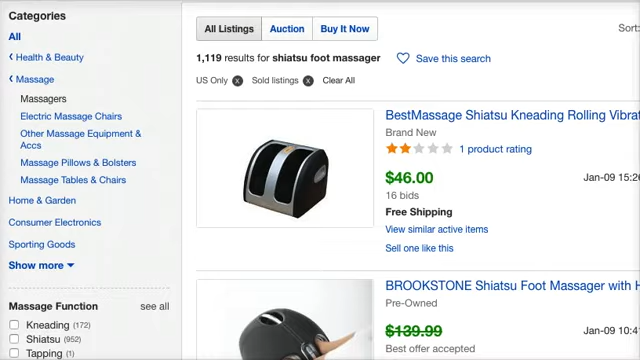 Categories
All
Health & Beauty
Massage
Massagers
Electric Massage Chairs
Other Massage Equipment &
Accs
Massage Pillows & Bolsters
Massage Tables & Chairs
Home & Garden
Consumer Electronics
Sporting Goods
Show more
Massage Function see all
Kneading (172)
Shiatsu (952)
Tapping (1)
All Listings Auction Buy It Now
Sort:
1,119 results for shiatsu foot massager Save this search
US Only Sold listings Clear All
BestMassage Shiatsu Kneading Rolling Vibrat
Brand New
1 product rating
$46.00 Jan-09 15:26
16 bids
Free Shipping
View similar active items
Sell one like this
BROOKSTONE Shiatsu Foot Massager with H
Pre-Owned
$139.99 Jan-09 10:41
Best offer accepted